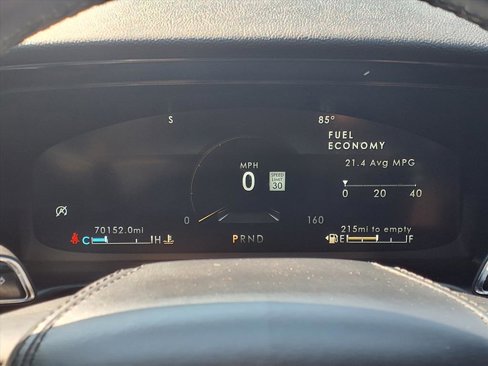 S
85°
FUEL
ECONOMY
21.4 Avg MPG
0 20 40
MPH
0
SPEED
LIMIT
30
0 160
70152.0mi
C H
PRND
215mi to empty
E F